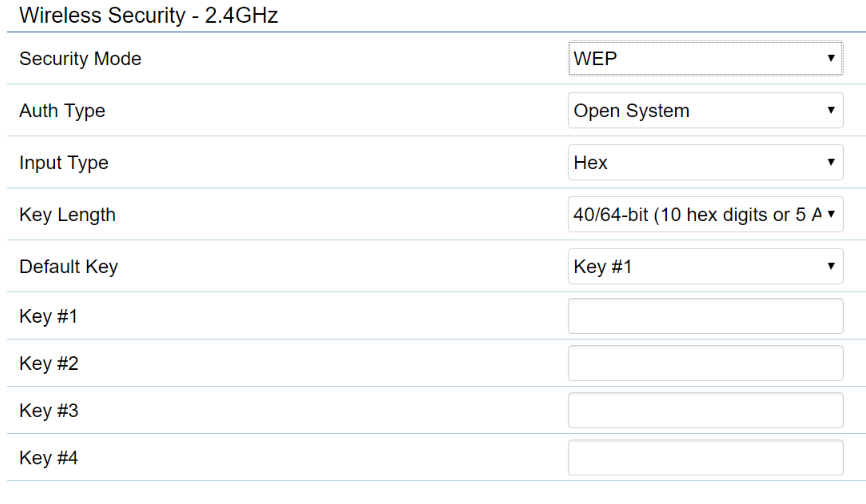 Wireless Security - 2.4GHz
Security Mode WEP
Auth Type Open System
Input Type Hex
Key Length 40/64-bit (10 hex digits or 5 A
Default Key Key #1
Key #1
Key #2
Key #3
Key #4